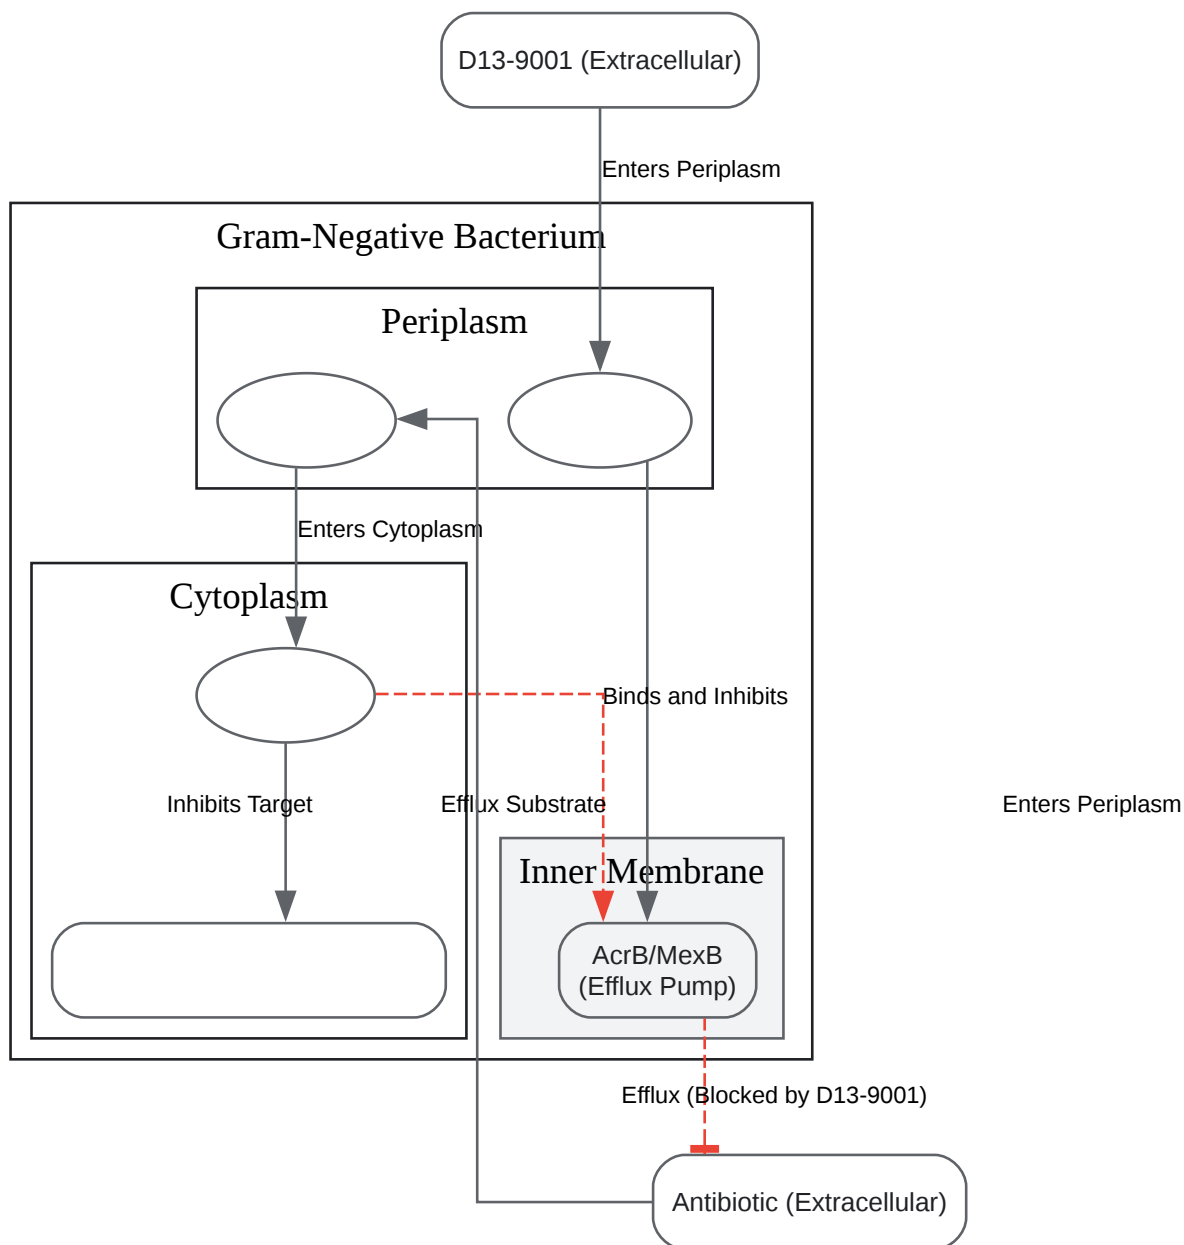 D13-9001 (Extracellular)
Enters Periplasm
Gram-Negative Bacterium
Periplasm
Enters Cytoplasm
Cytoplasm
Binds and Inhibits
Inhibits Target
Efflux Substrate
Enters Periplasm
Inner Membrane
AcrB/MexB
(Efflux Pump)
Efflux (Blocked by D13-9001)
Antibiotic (Extracellular)